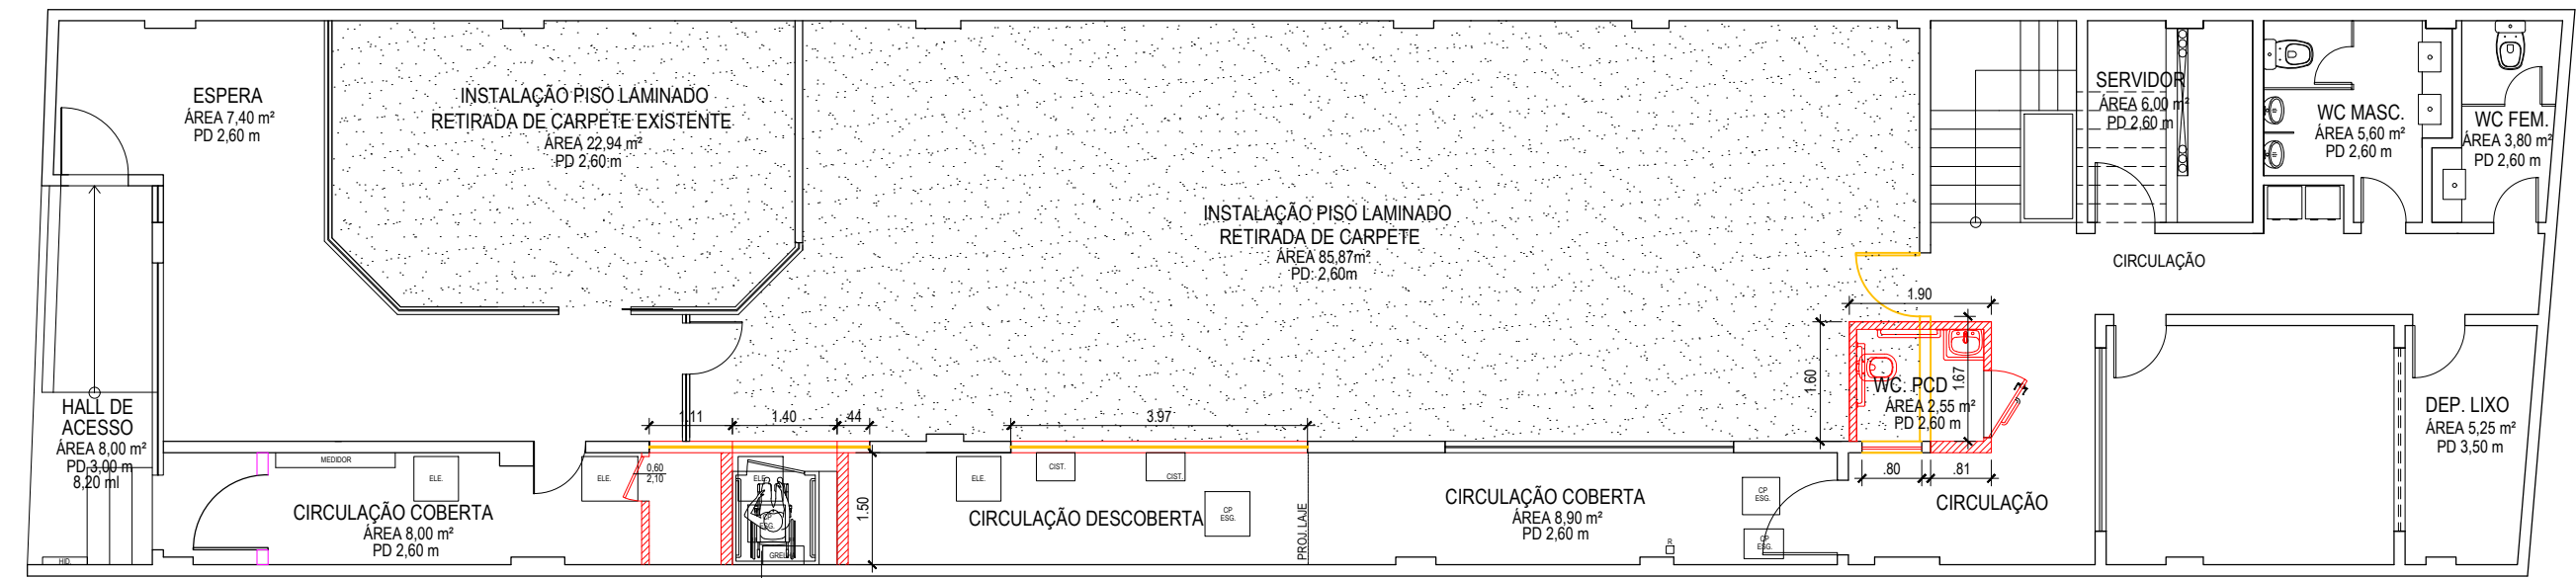 ESPERA
ÁREA 7,40 m²
PD 2,60 m
INSTALAÇÃO PISO LAMINADO
RETIRADA DE CARPETE EXISTENTE
ÁREA 22,94 m²
PD 2,60 m
INSTALAÇÃO PISO LAMINADO
RETIRADA DE CARPETE
ÁREA 85,87m²
PD: 2,60m
SERVIDOR
ÁREA 6,00 m²
PD 2,60 m
WC MASC.
ÁREA 5,60 m²
PD 2,60 m
WC FEM.
ÁREA 3,80 m²
PD 2,60 m
CIRCULAÇÃO
1.90
1.60
1.67
WC. PCD
ÁREA 2,55 m²
PD 2,60 m
.80
.81
CIRCULAÇÃO
DEP. LIXO
ÁREA 5,25 m²
PD 3,50 m
HALL DE
ACESSO
ÁREA 8,00 m²
PD 3,00 m
8,20 ml
HID.
MEDIDOR
ELE.
ELE.
0,60
2,10
1.11
1.40
.44
3.97
ELE.
CP
ESG.
GREL
1.50
CIRCULAÇÃO COBERTA
ÁREA 8,00 m²
PD 2,60 m
ELE.
CIST.
CIST.
CP
ESG.
CIRCULAÇÃO DESCOBERTA
PROJ. LAJE
CIRCULAÇÃO COBERTA
ÁREA 8,90 m²
PD 2,60 m
R
CP
ESG.
CP
ESG.